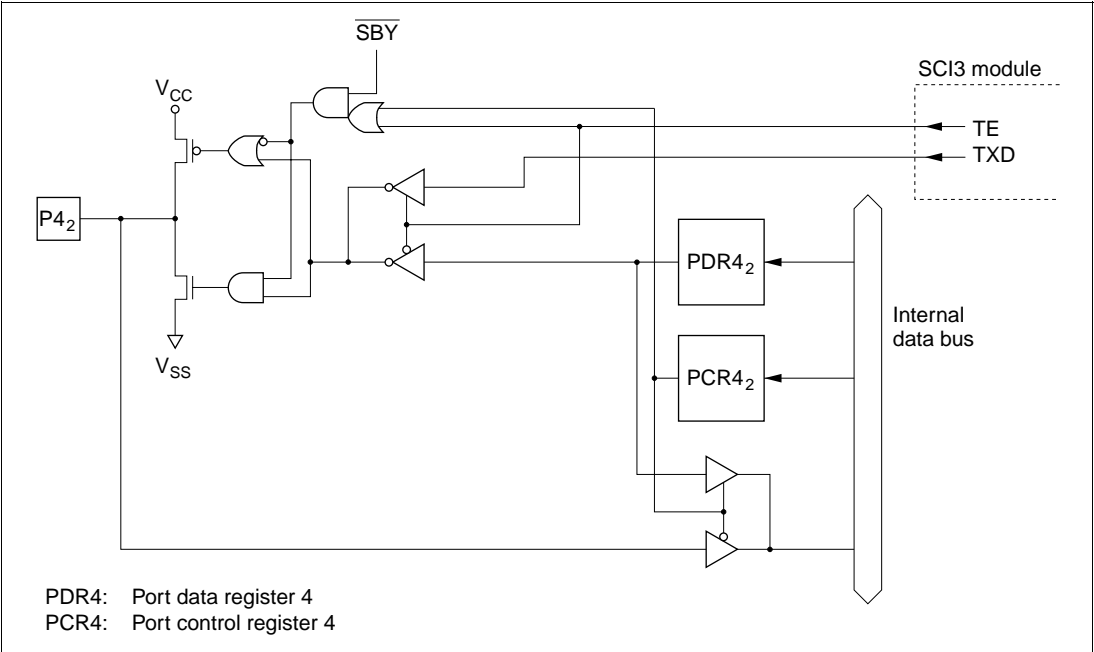 SBY
SCI3 module
VCC
TE
TXD
P42
PDR42
Internal
data bus
PCR42
VSS
PDR4: Port data register 4
PCR4: Port control register 4